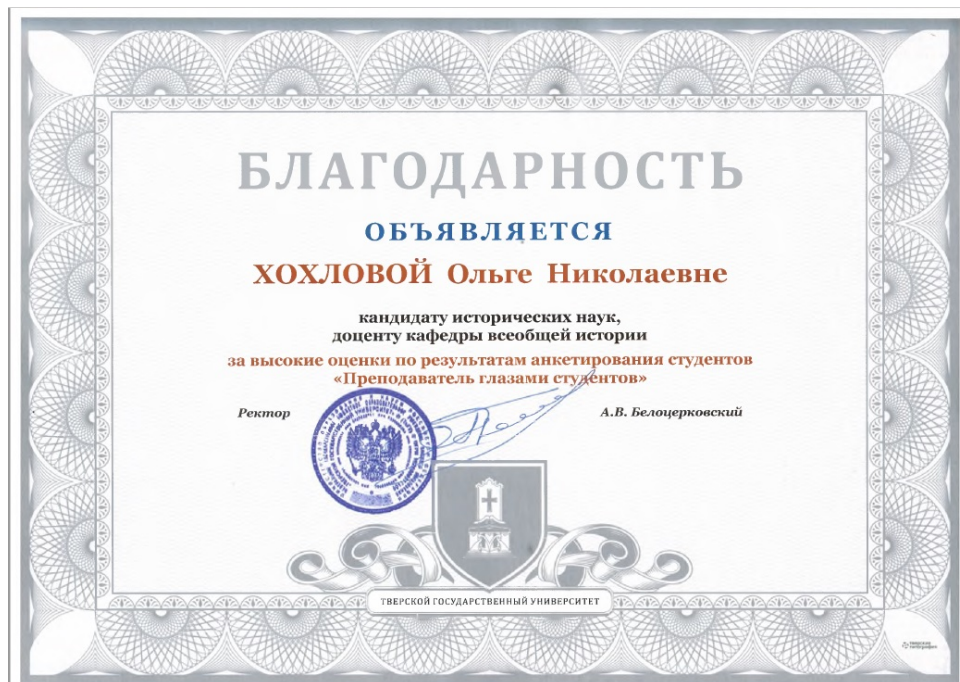 БЛАГОДАРНОСТЬ
ОБЪЯВЛЯЕТСЯ
ХОХЛОВОЙ Ольге Николаевне
кандидату исторических наук,
доценту кафедры всеобщей истории
за высокие оценки по результатам анкетирования студентов
«Преподаватель глазами студентов»
Ректор
А.В. Белоцерковский
ТВЕРСКОЙ ГОСУДАРСТВЕННЫЙ УНИВЕРСИТЕТ